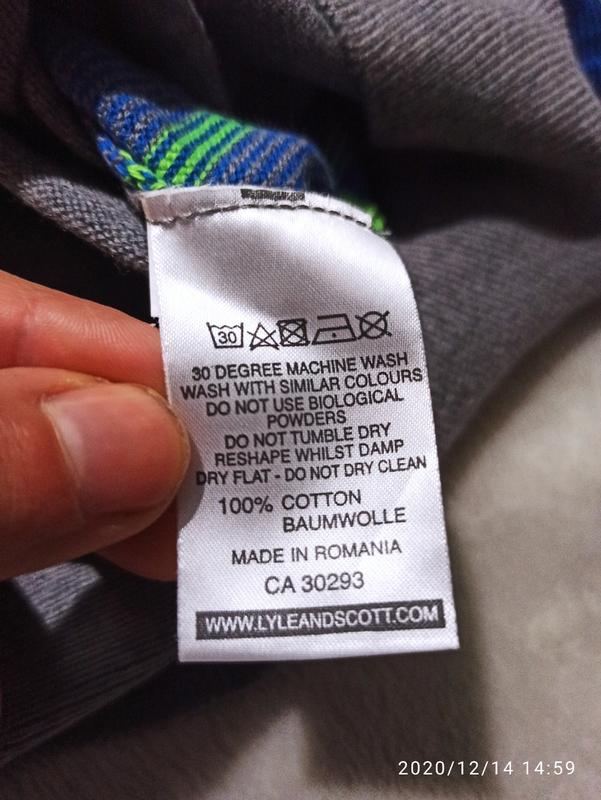 30
30 DEGREE MACHINE WASH
WASH WITH SIMILAR COLOURS
DO NOT USE BIOLOGICAL
POWDERS
DO NOT TUMBLE DRY
RESHAPE WHILST DAMP
DRY FLAT - DO NOT DRY CLEAN
100% COTTON
BAUMWOLLE
MADE IN ROMANIA
CA 30293
WWW.LYLEANDSCOTT.COM
2020/12/14 14:59